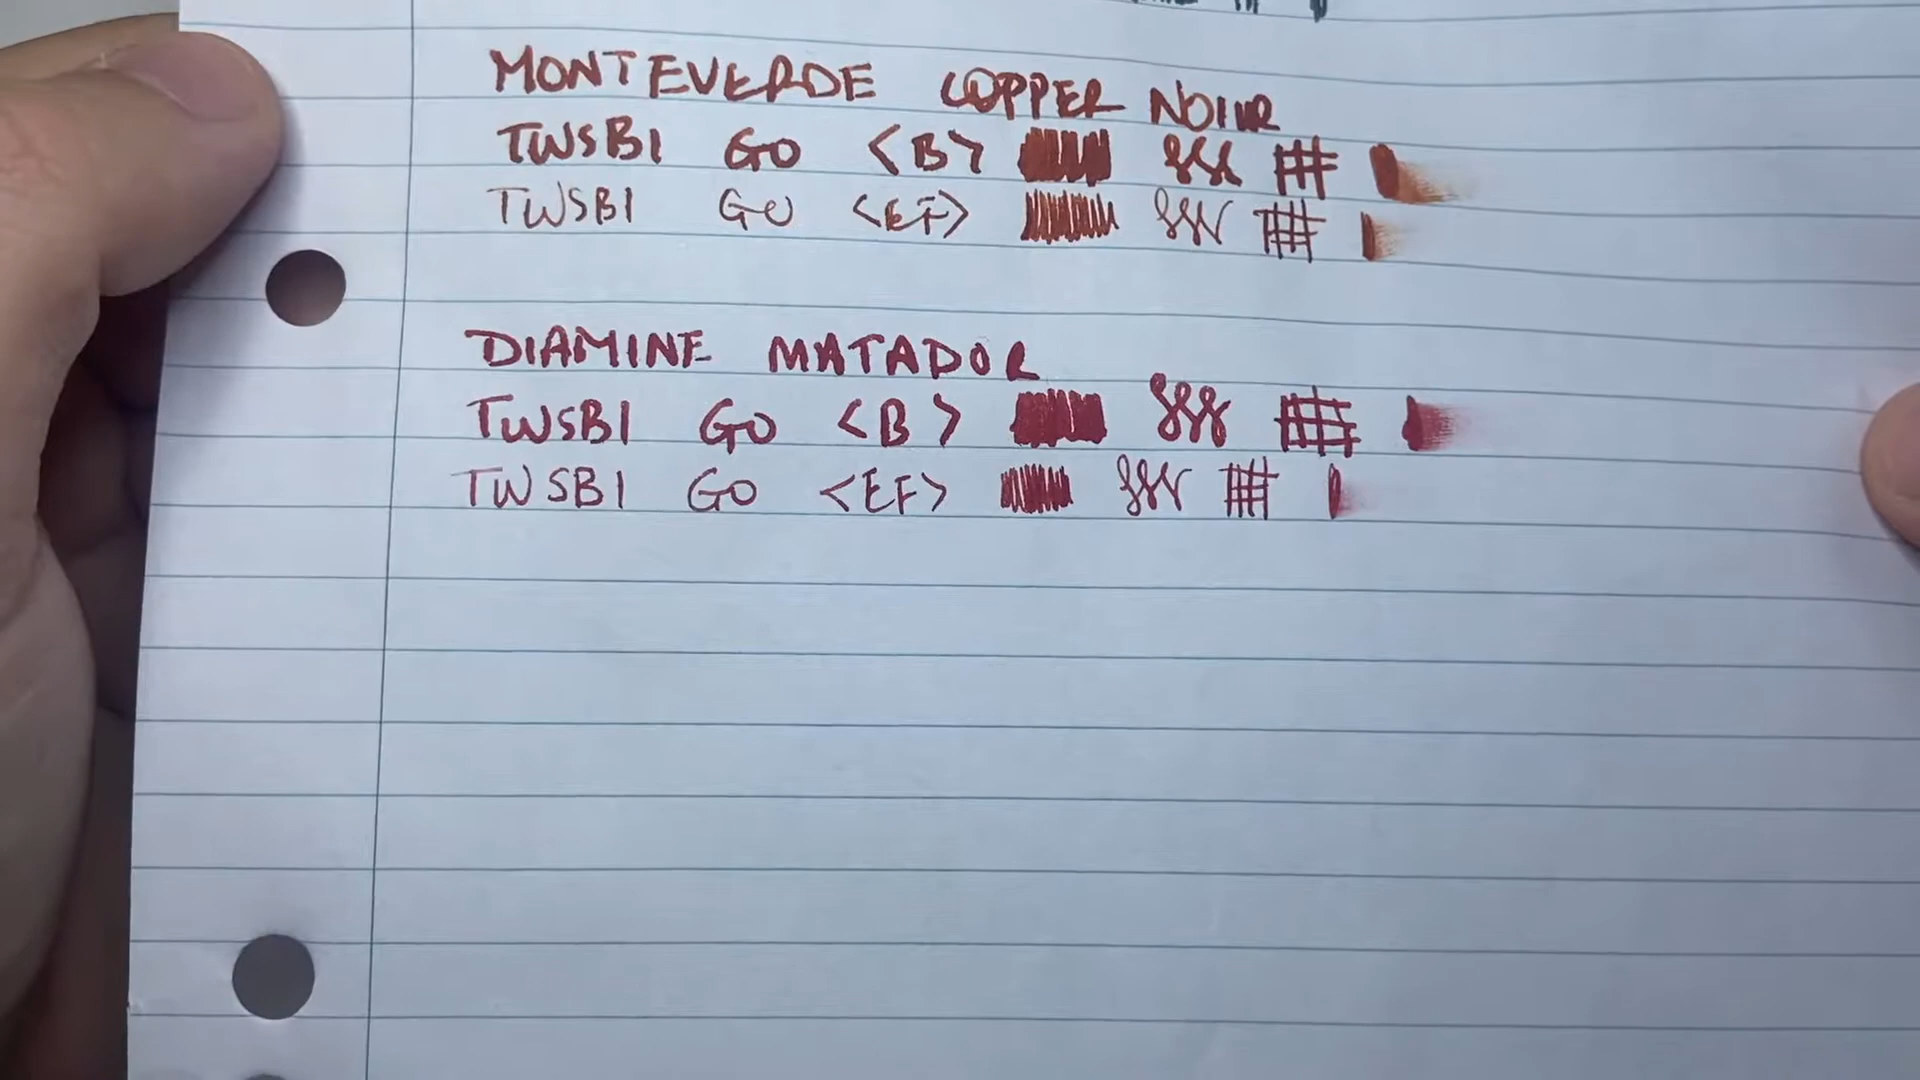 MONTEVERDE COPPER NOIR
TWSBI GO <B>
TWSBI GO <EF>
DIAMINE MATADOR
TWSBI GO <B>
TWSBI GO <EF>